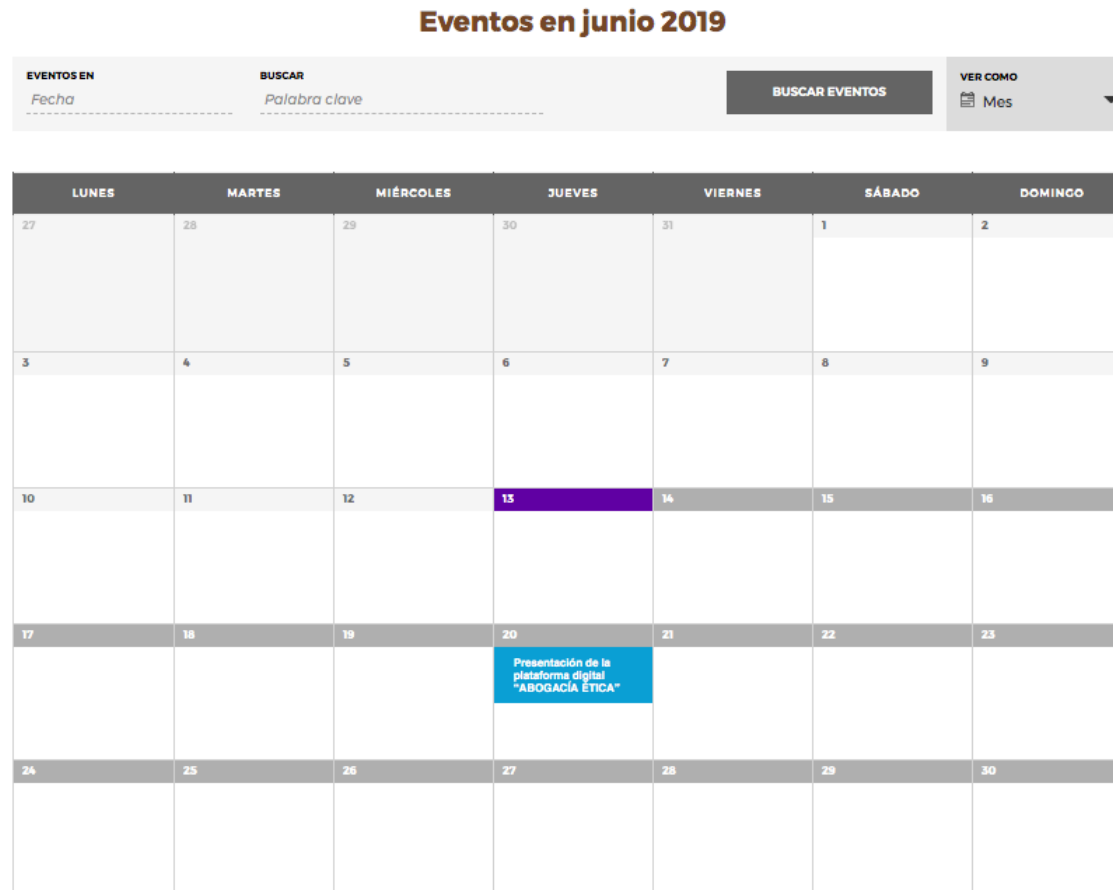 Eventos en junio 2019
EVENTOS EN BUSCAR VER COMO
Fecha Palabra clave BUSCAR EVENTOS Mes
LUNES MARTES MIÉRCOLES JUEVES VIERNES SÁBADO DOMINGO
27 28 29 30 31 1 2
3 4 5 6 7 8 9
10 11 12 13 14 15 16
17 18 19 20 21 22 23
Presentación de la
plataforma digital
"ABOGACÍA ÉTICA"
24 25 26 27 28 29 30